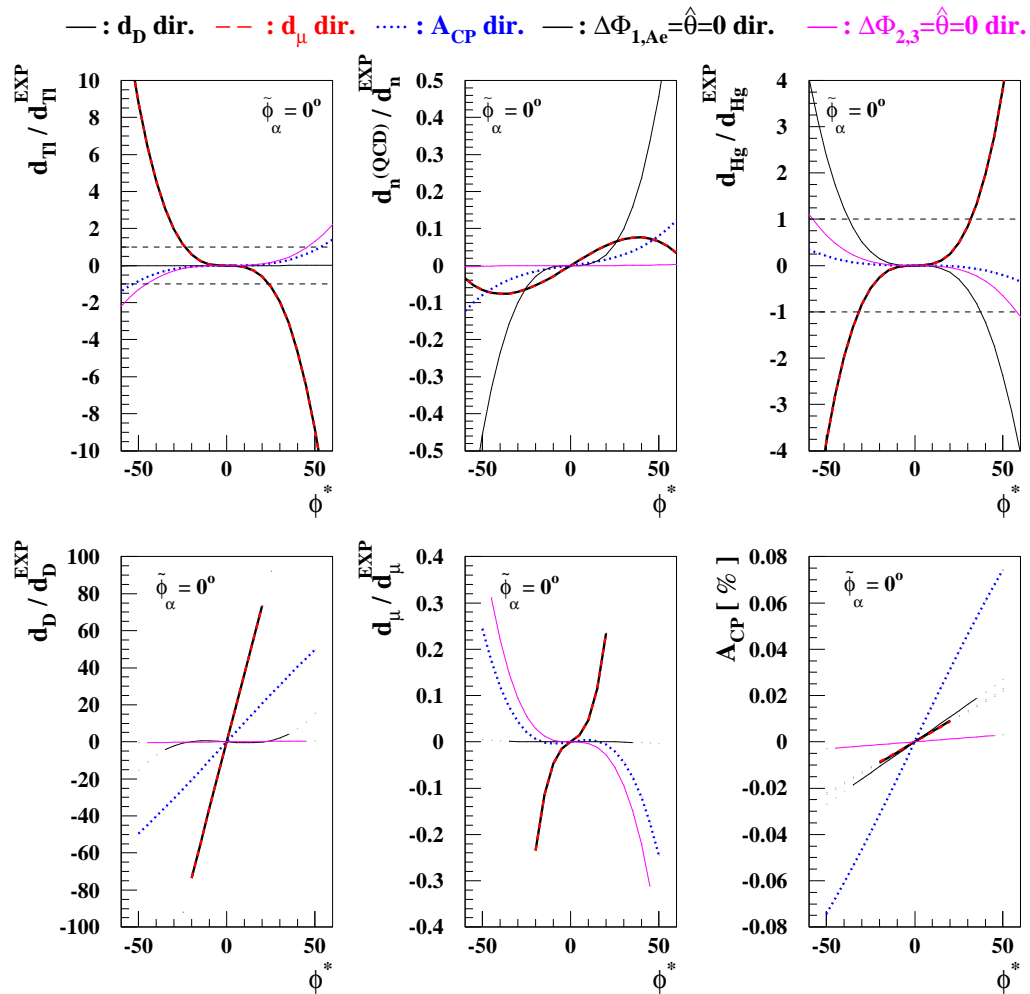 — : d_D dir. — — : d_μ dir. ····· : A_CP dir. — : ΔΦ_1,Ae=θ̂=0 dir. — : ΔΦ_2,3=θ̂=0 dir.
d_Tl / d_Tl^EXP
10
8
6
4
2
0
-2
-4
-6
-8
-10
φ̃_α = 0°
-50 0 50
φ*
d_n^(QCD) / d_n^EXP
0.5
0.4
0.3
0.2
0.1
0
-0.1
-0.2
-0.3
-0.4
-0.5
φ̃_α = 0°
-50 0 50
φ*
d_Hg / d_Hg^EXP
4
3
2
1
0
-1
-2
-3
-4
φ̃_α = 0°
-50 0 50
φ*
d_D / d_D^EXP
100
80
60
40
20
0
-20
-40
-60
-80
-100
φ̃_α = 0°
-50 0 50
φ*
d_μ / d_μ^EXP
0.4
0.3
0.2
0.1
0
-0.1
-0.2
-0.3
-0.4
φ̃_α = 0°
-50 0 50
φ*
A_CP [ % ]
0.08
0.06
0.04
0.02
0
-0.02
-0.04
-0.06
-0.08
φ̃_α = 0°
-50 0 50
φ*